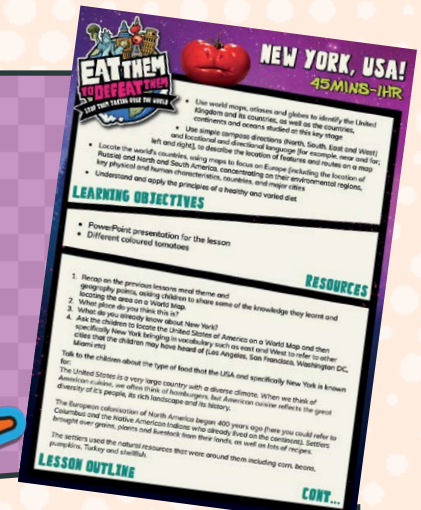 EAT THEM
TO DEFEAT THEM
STOP THEM TAKING OVER THE WORLD
NEW YORK, USA!
45MINS-1HR
• Use world maps, atlases and globes to identify the United
Kingdom and its countries, as well as the countries,
continents and oceans studied at this key stage
• Use simple compass directions (North, South, East and West)
and locational and directional language [for example, near and far;
left and right], to describe the location of features and routes on a map
• Locate the world's countries, using maps to focus on Europe (including the location of
Russia) and North and South America, concentrating on their environmental regions,
key physical and human characteristics, countries, and major cities
• Understand and apply the principles of a healthy and varied diet
LEARNING OBJECTIVES
• PowerPoint presentation for the lesson
• Different coloured tomatoes
RESOURCES
1. Recap on the previous lessons meal theme and
geography points, asking children to share some of the knowledge they learnt and
locating the area on a World Map.
2. What place do you think this is?
3. What do you already know about New York?
4. Ask the children to locate the United States of America on a World Map and then
specifically New York bringing in vocabulary such as east and West to refer to other
cities that the children may have heard of (Los Angeles, San Francisco, Washington DC,
Miami etc)
Talk to the children about the type of food that the USA and specifically New York is known
for:
The United States is a very large country with a diverse climate. When we think of
American cuisine, we often think of hamburgers, but American cuisine reflects the great
diversity of it's people, its rich landscape and its history.
The European colonisation of North America began 400 years ago (here you could refer to
Columbus and the Native American Indians who already lived on the continent). Settlers
brought over grains, plants and livestock from their lands, as well as lots of recipes.
The settlers used the natural resources that were around them including corn, beans,
pumpkins, Turkey and shellfish.
LESSON OUTLINE
CONT...